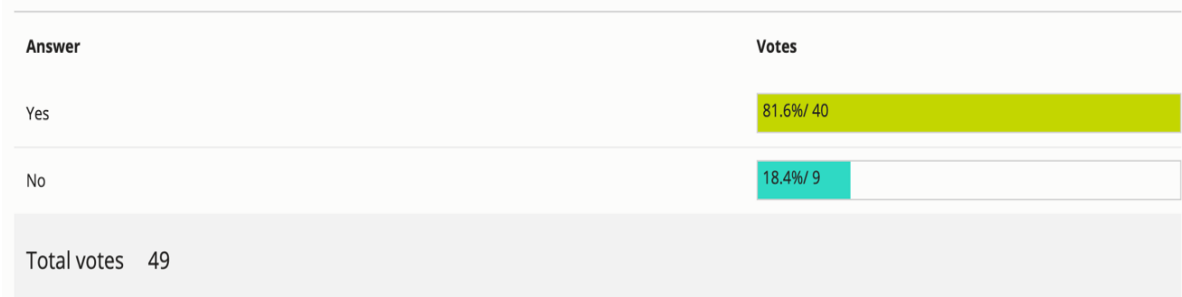 Answer Votes
Yes 81.6%/ 40
No 18.4%/ 9
Total votes 49